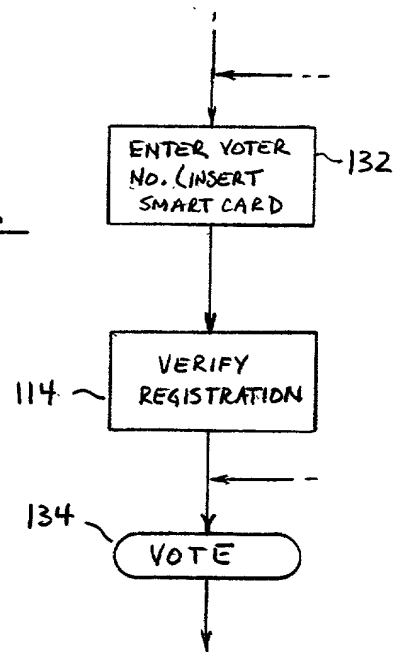 ENTER VOTER
NO. (INSERT
SMART CARD
132
VERIFY
REGISTRATION
114
134
VOTE